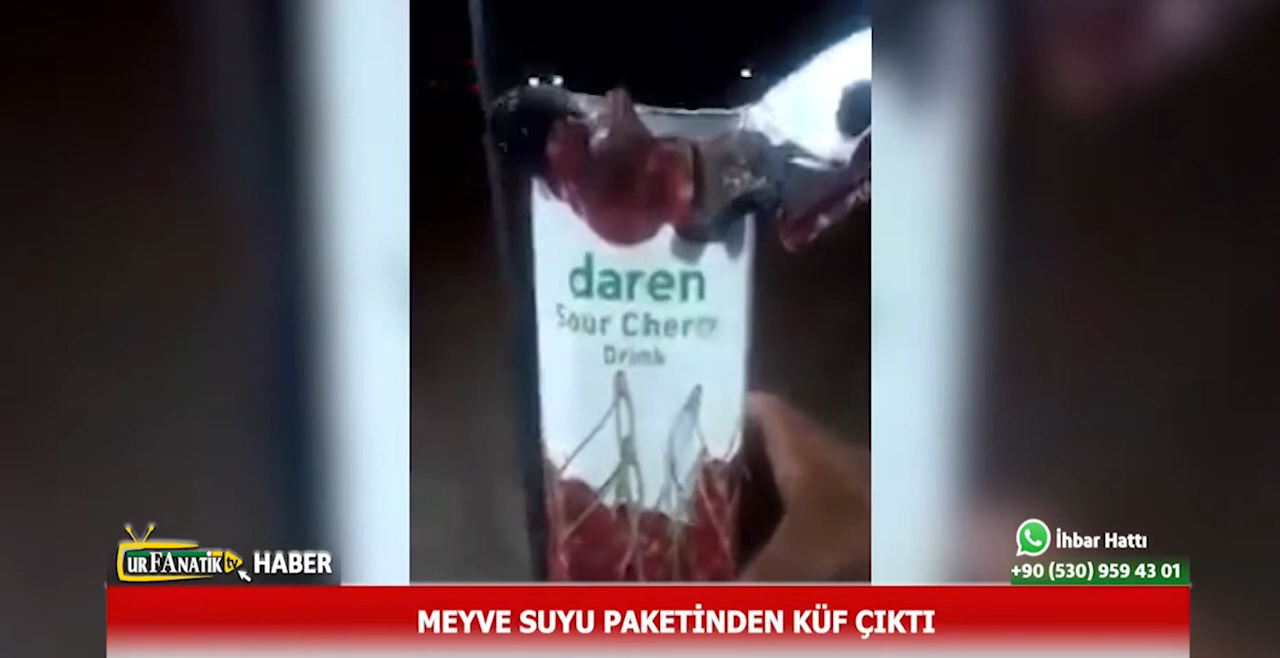 daren
Sour Cherry
Drink
urFANatiK tv HABER
İhbar Hattı
+90 (530) 959 43 01
MEYVE SUYU PAKETİNDEN KÜF ÇIKTI